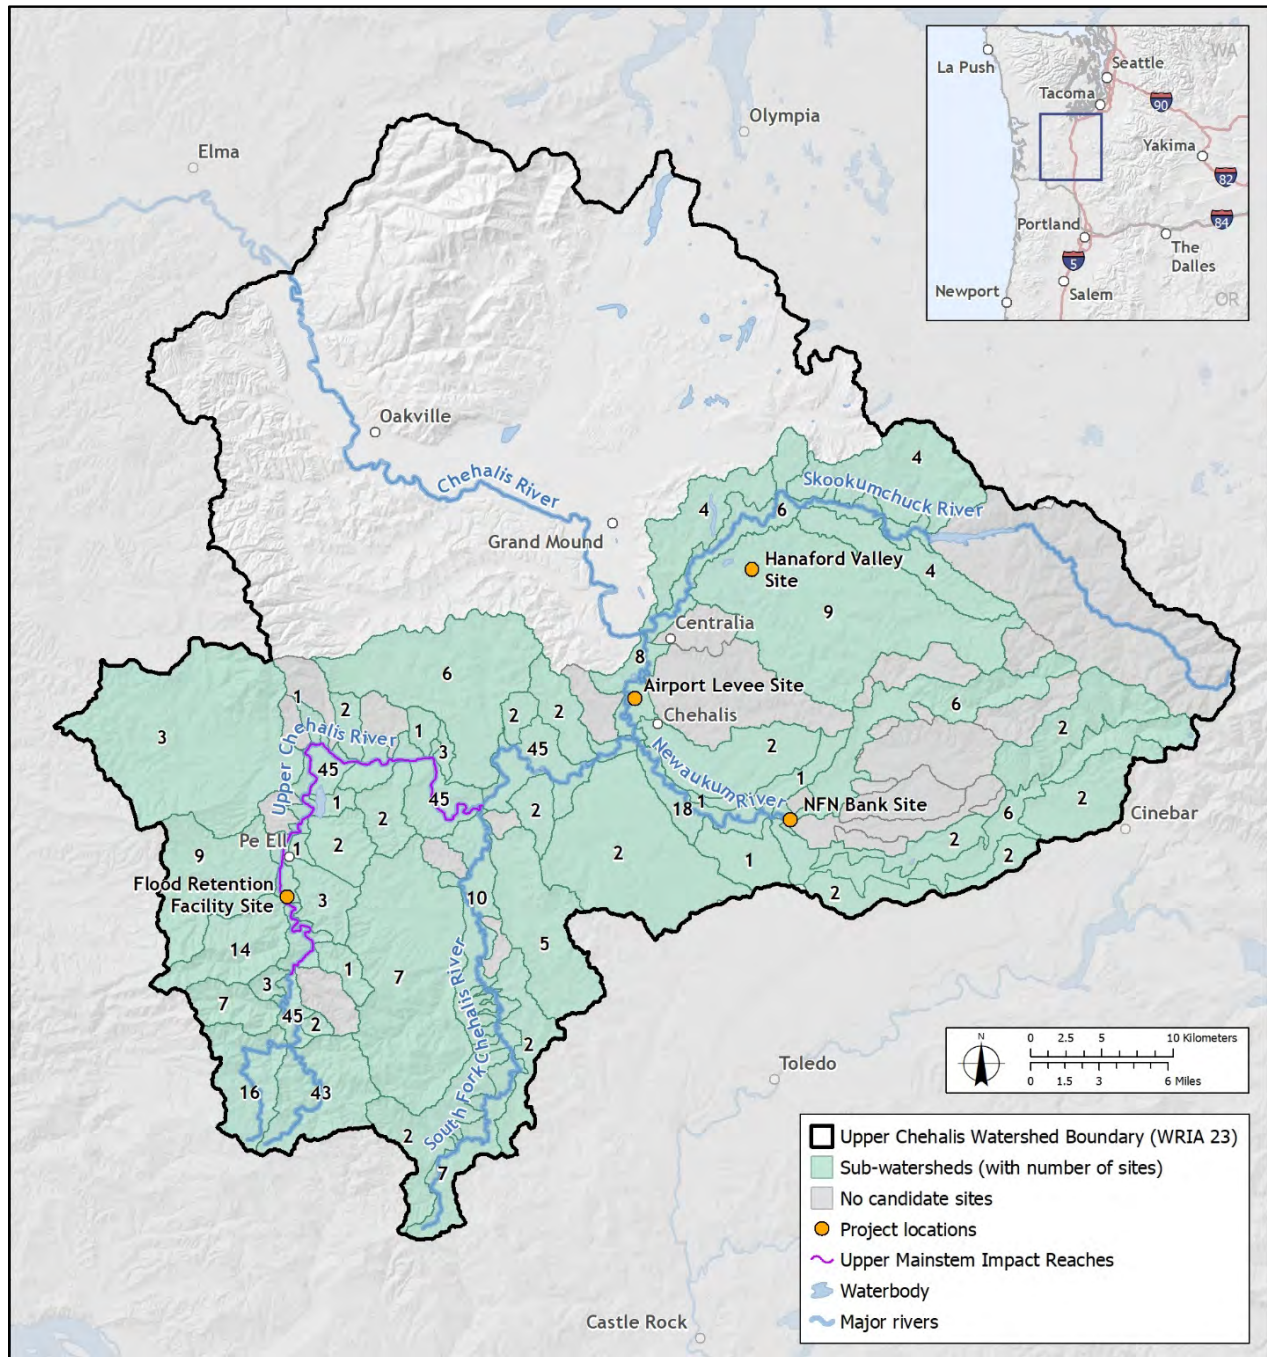 WA
La Push
Seattle
Tacoma
90
Yakima
82
Portland
84
The
Dalles
5
Newport
Salem
OR
Olympia
Elma
Oakville
Chehalis River
Grand Mound
4
Skookumchuck River
4
6
Hanaford Valley
Site
4
9
Centralia
8
Airport Levee Site
Chehalis
6
1
2
Upper Chehalis River
3
1
3
2
2
45
45
45
6
2
2
1
Newaukum River
18
1
NFN Bank Site
6
2
2
2
2
Cinebar
1
2
2
2
1
Pe Ell
1
2
9
Flood Retention
Facility Site
3
10
14
5
3
1
7
7
45
2
South Fork Chehalis River
2
16
43
2
7
Toledo
Castle Rock
N
0 2.5 5 10 Kilometers
0 1.5 3 6 Miles
Upper Chehalis Watershed Boundary (WRIA 23)
Sub-watersheds (with number of sites)
No candidate sites
Project locations
Upper Mainstem Impact Reaches
Waterbody
Major rivers